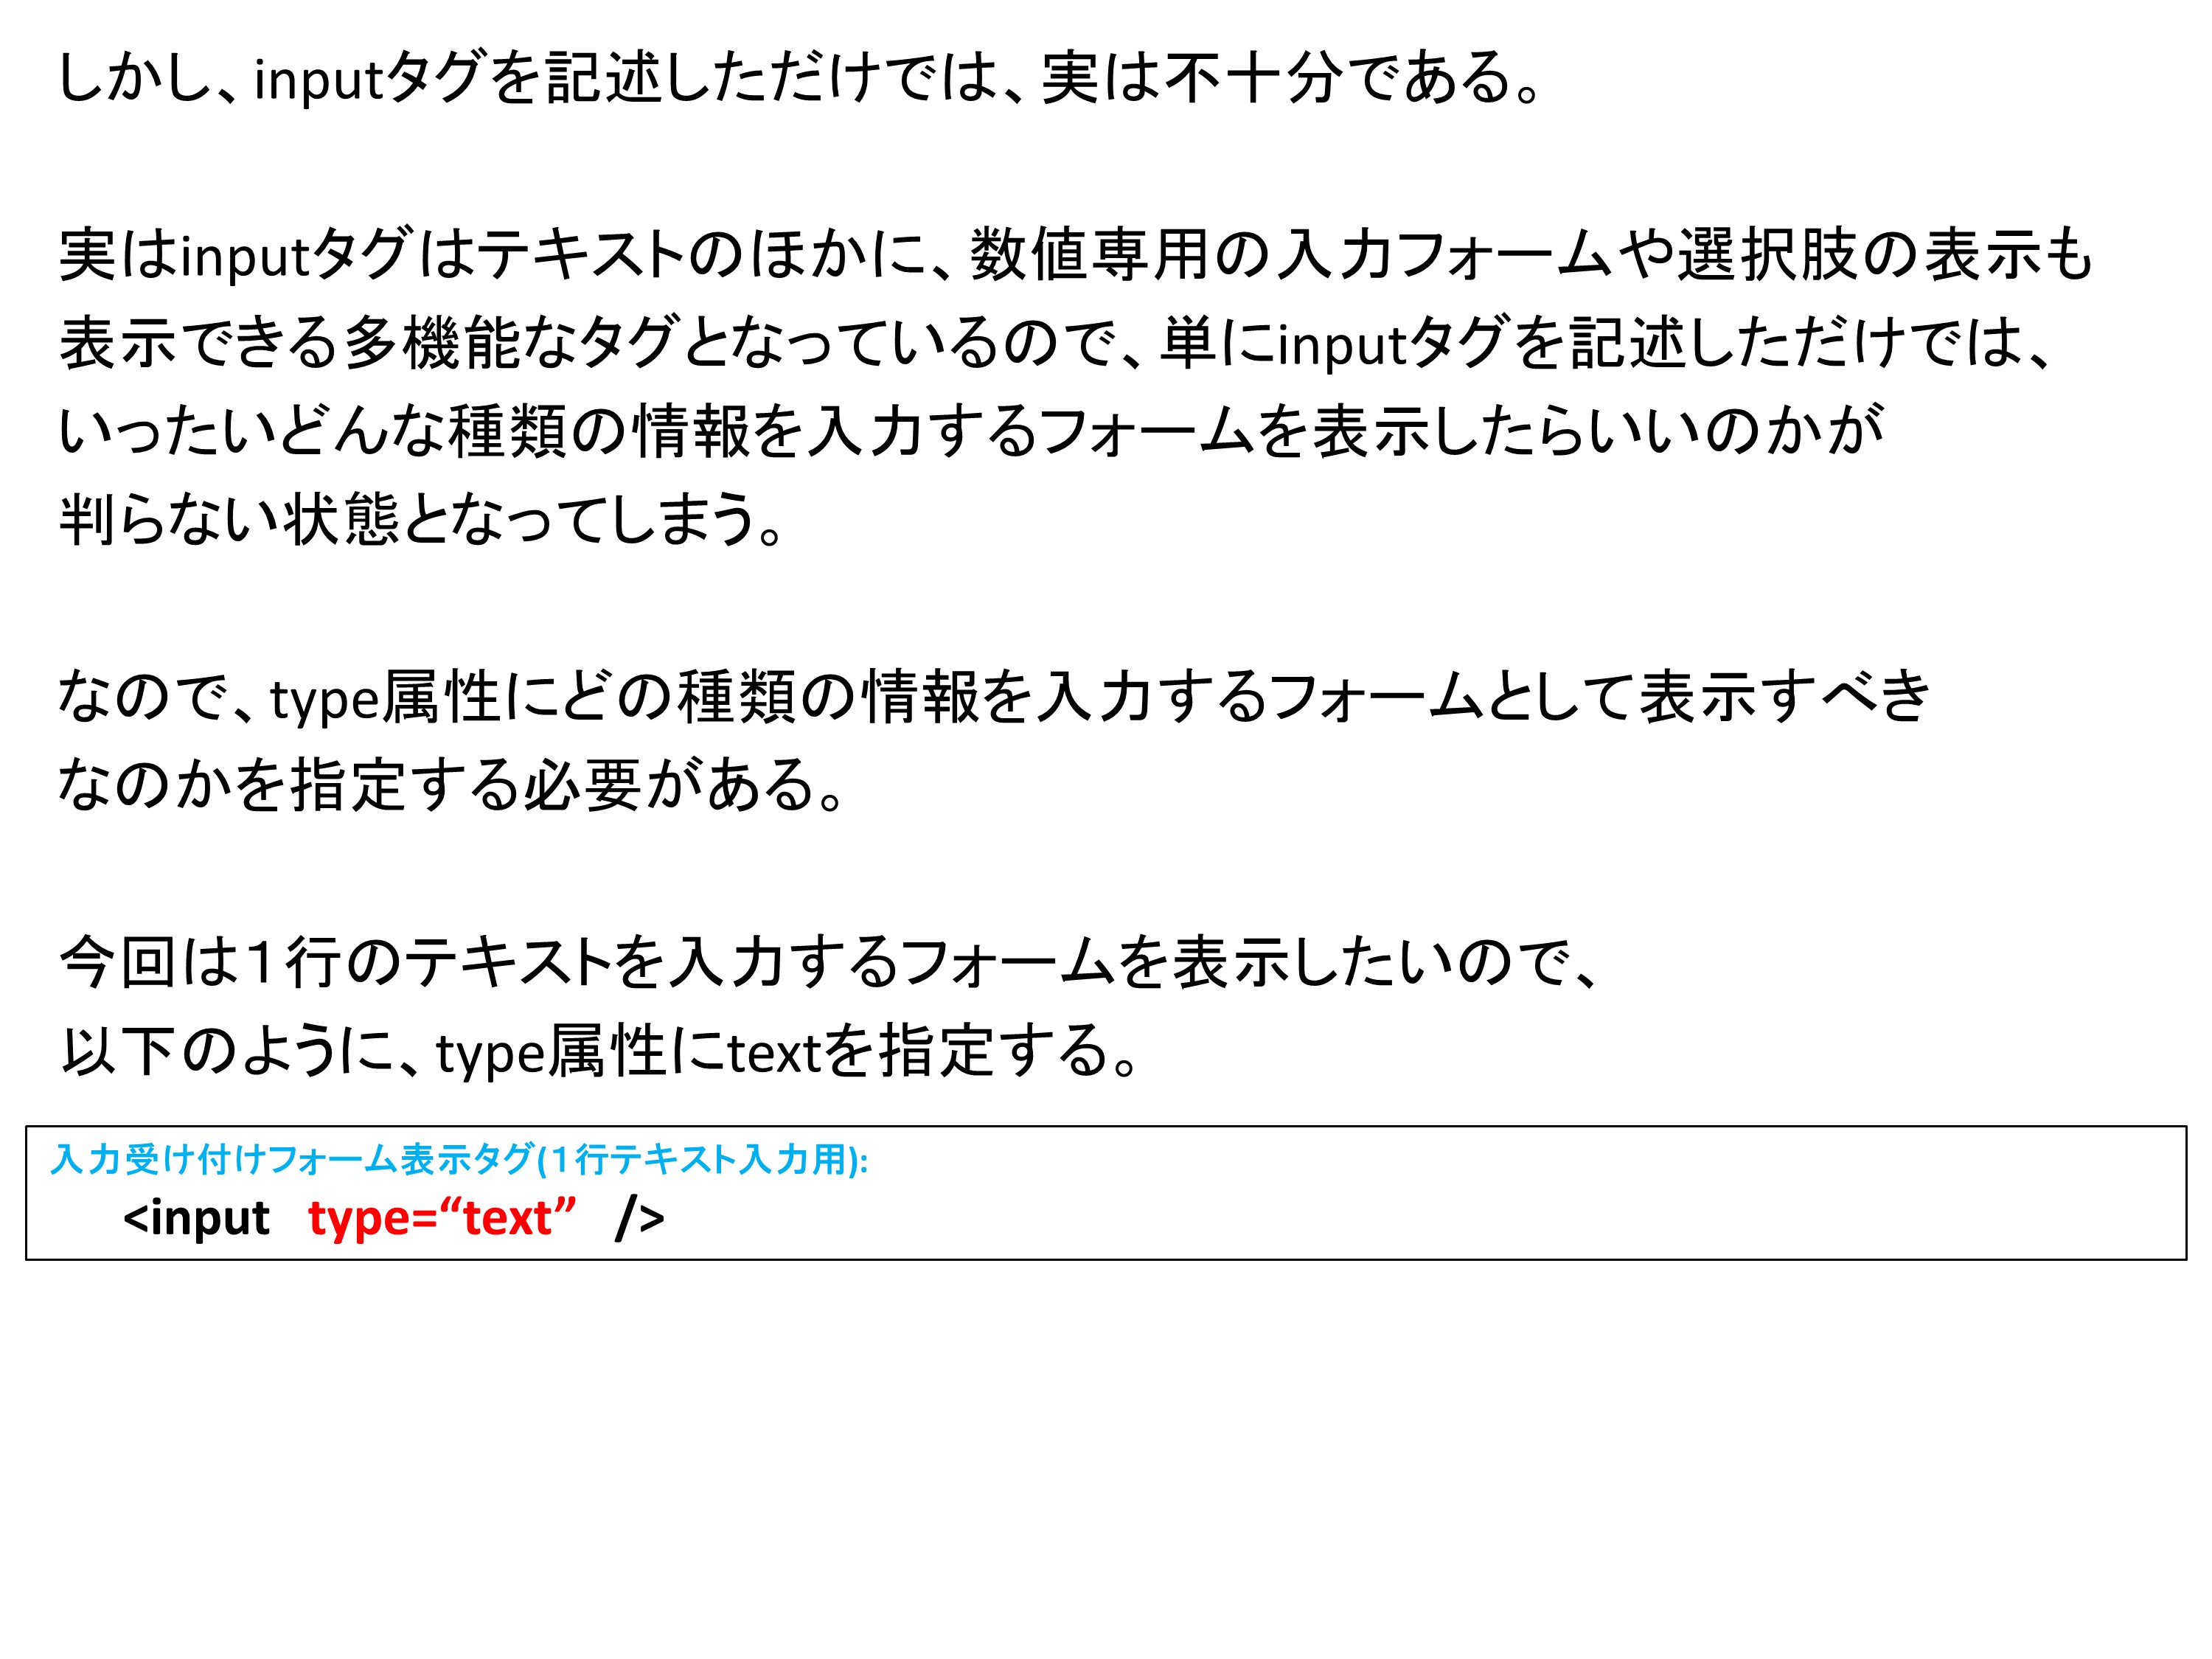 しかし、inputタグを記述しただけでは、実は不十分である。
実はinputタグはテキストのほかに、数値専用の入力フォームや選択肢の表示も
表示できる多機能なタグとなっているので、単にinputタグを記述しただけでは、
いったいどんな種類の情報を入力するフォームを表示したらいいのかが
判らない状態となってしまう。
なので、type属性にどの種類の情報を入力するフォームとして表示すべき
なのかを指定する必要がある。
今回は１行のテキストを入力するフォームを表示したいので、
以下のように、type属性にtextを指定する。
入力受け付けフォーム表示タグ(１行テキスト入力用):
<input type=“text” />